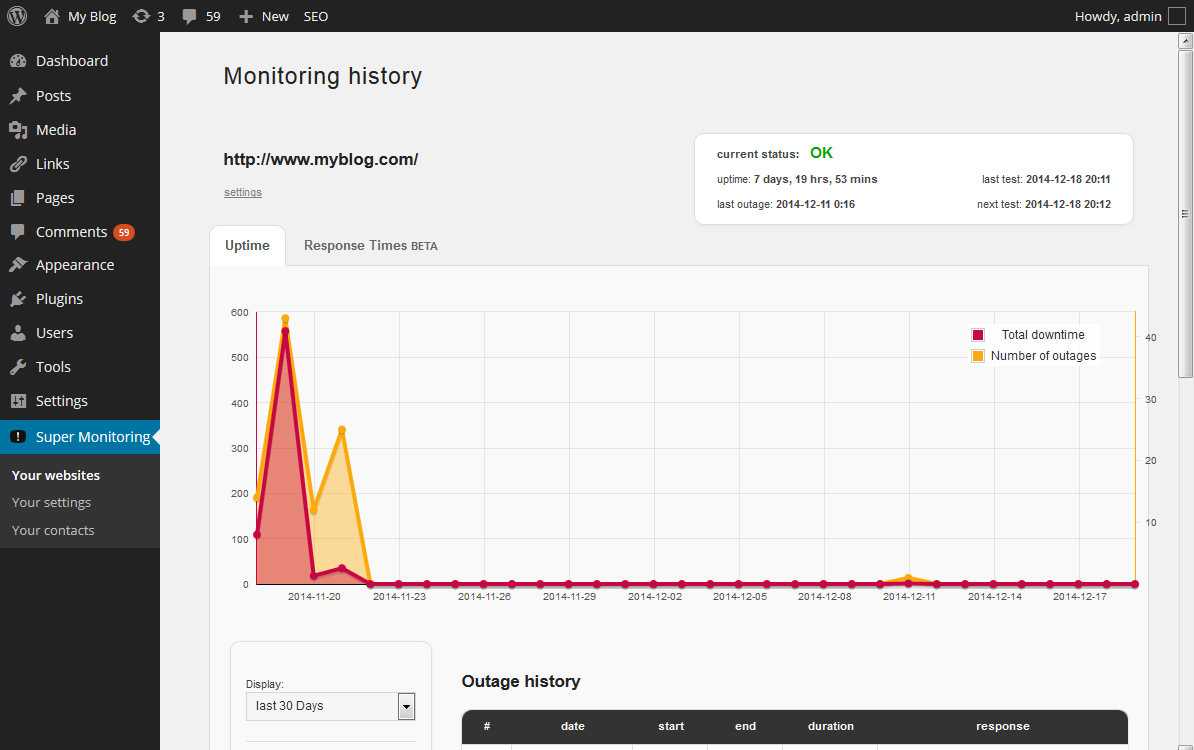 My Blog 3 59 New SEO Howdy, admin
Dashboard
Posts
Media
Links
Pages
Comments 59
Appearance
Plugins
Users
Tools
Settings
! Super Monitoring
Your websites
Your settings
Your contacts
Monitoring history
http://www.myblog.com/
settings
current status: OK
uptime: 7 days, 19 hrs, 53 mins last test: 2014-12-18 20:11
last outage: 2014-12-11 0:16 next test: 2014-12-18 20:12
Uptime Response Times BETA
600
500
400
300
200
100
0
Total downtime
Number of outages
40
30
20
10
2014-11-20 2014-11-23 2014-11-26 2014-11-29 2014-12-02 2014-12-05 2014-12-08 2014-12-11 2014-12-14 2014-12-17
Display:
last 30 Days
Outage history
# date start end duration response